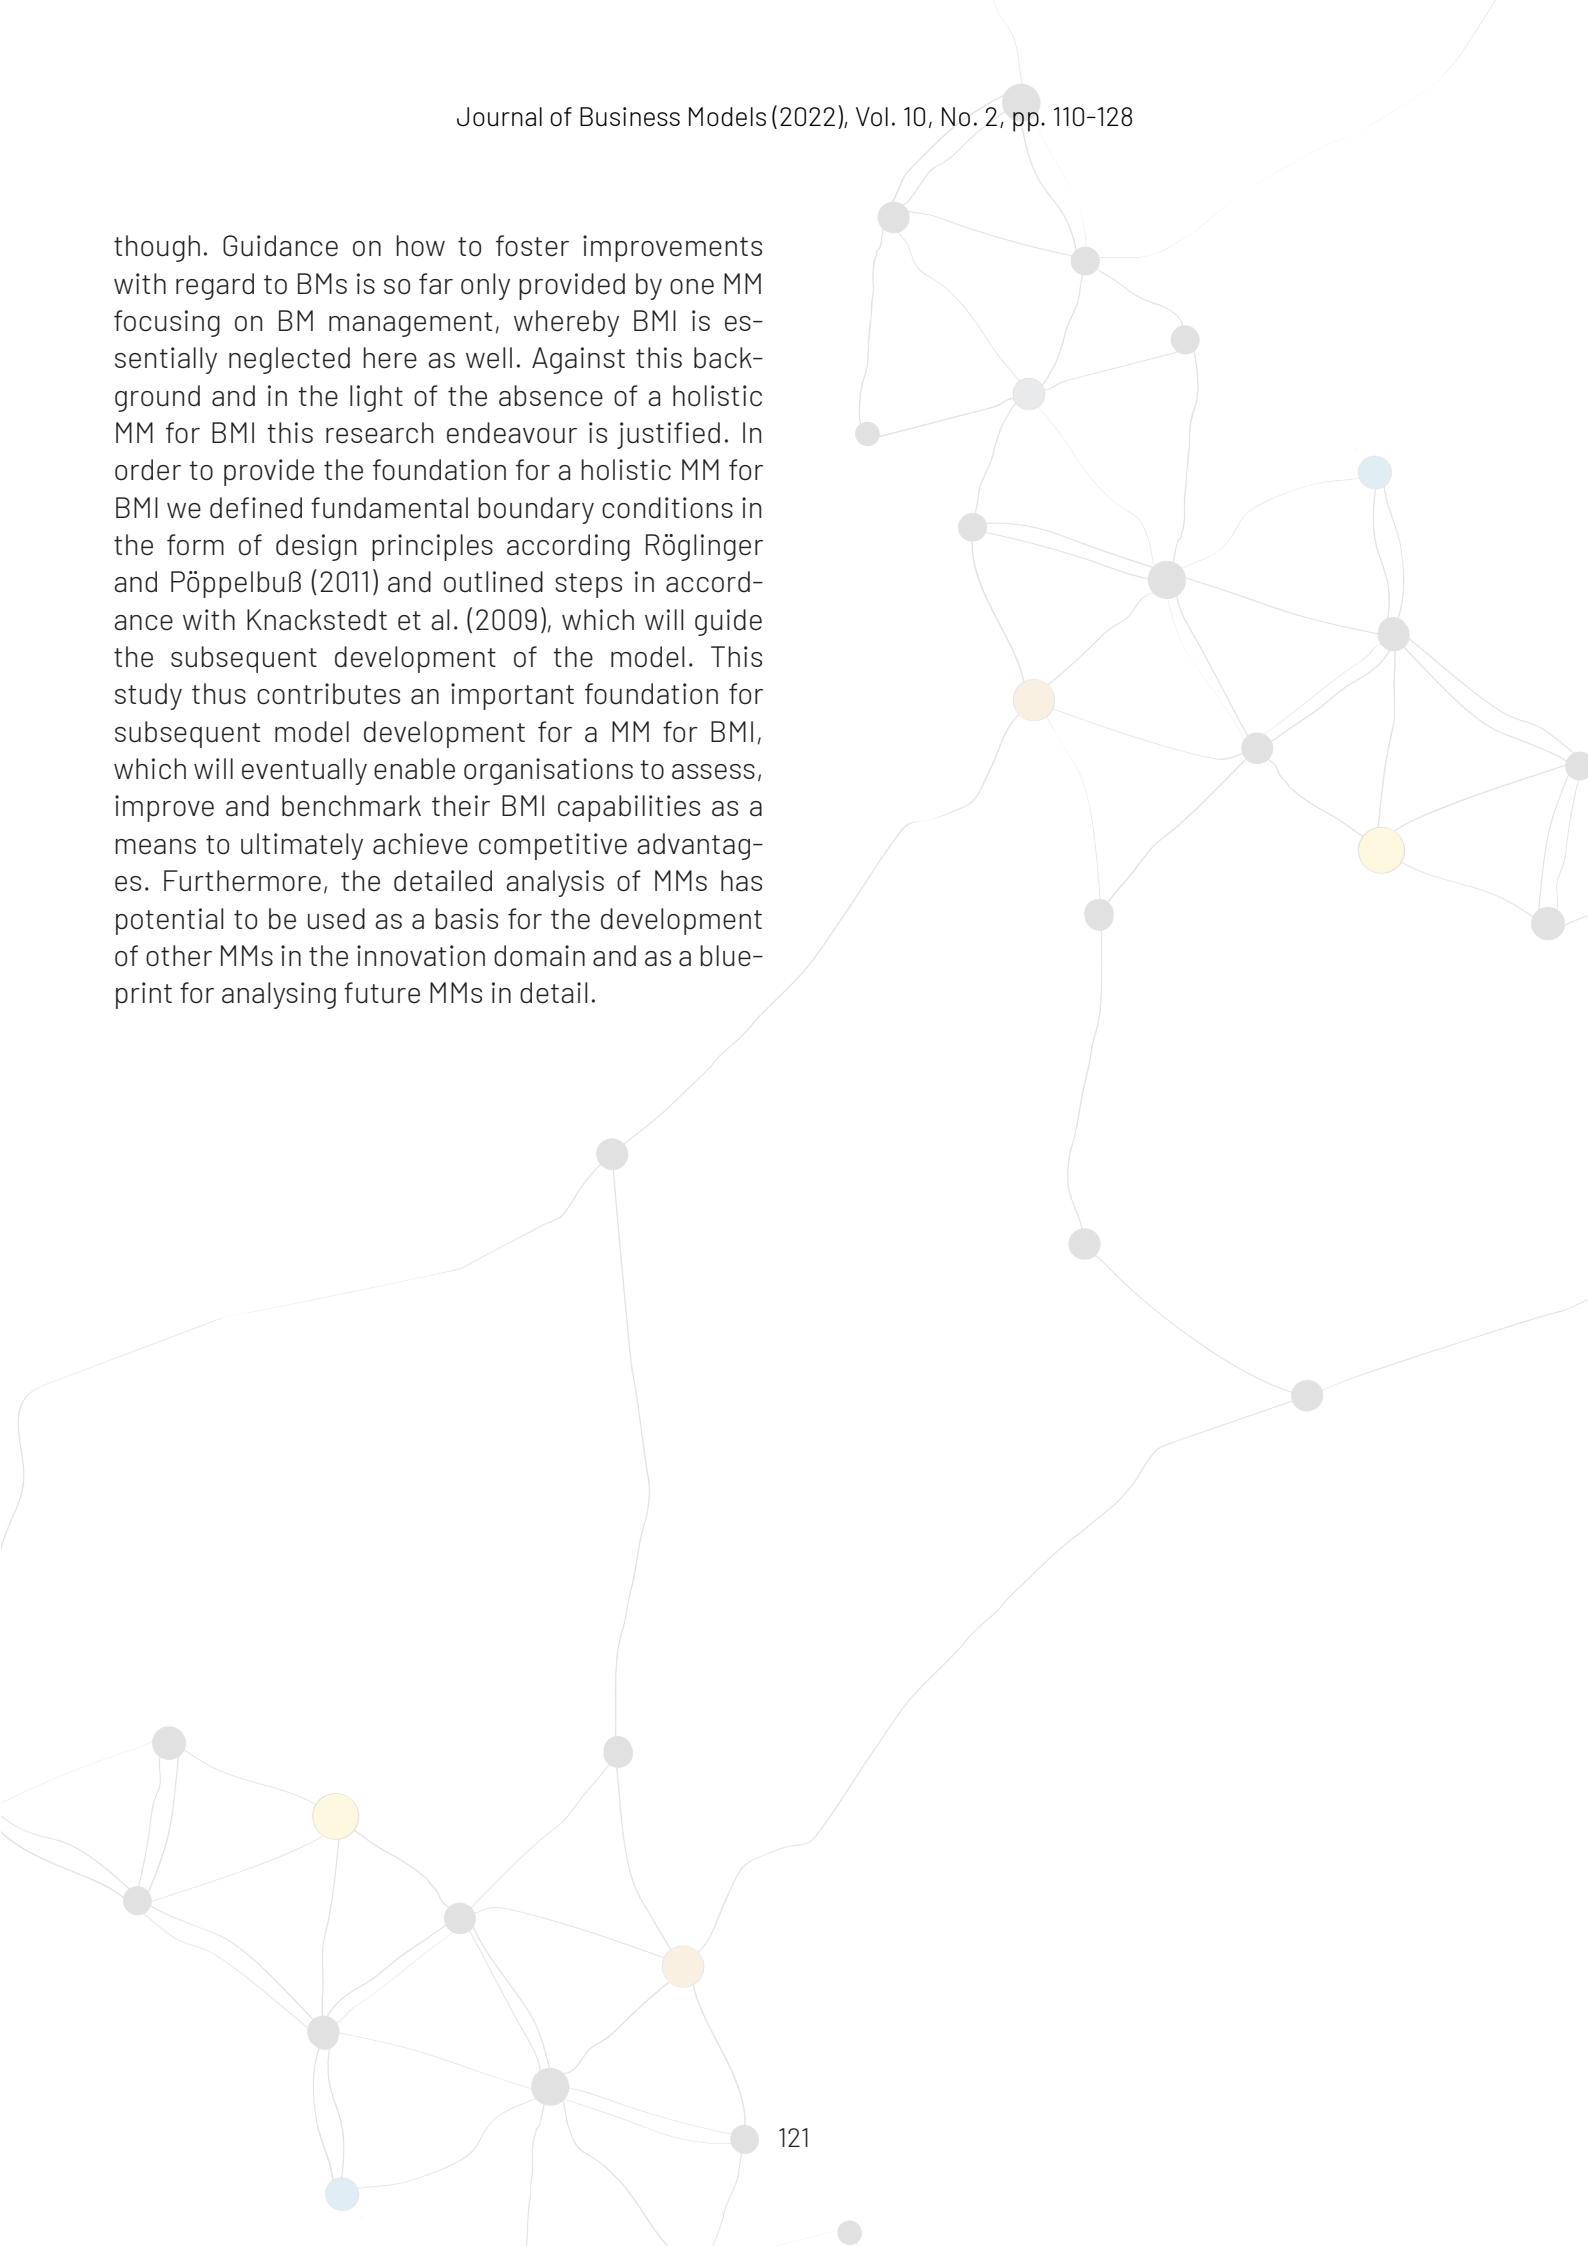 Journal of Business Models (2022), Vol. 10, No. 2, pp. 110-128
though. Guidance on how to foster improvements
with regard to BMs is so far only provided by one MM
focusing on BM management, whereby BMI is es-
sentially neglected here as well. Against this back-
ground and in the light of the absence of a holistic
MM for BMI this research endeavour is justified. In
order to provide the foundation for a holistic MM for
BMI we defined fundamental boundary conditions in
the form of design principles according Röglinger
and Pöppelbuß (2011) and outlined steps in accord-
ance with Knackstedt et al. (2009), which will guide
the subsequent development of the model. This
study thus contributes an important foundation for
subsequent model development for a MM for BMI,
which will eventually enable organisations to assess,
improve and benchmark their BMI capabilities as a
means to ultimately achieve competitive advantag-
es. Furthermore, the detailed analysis of MMs has
potential to be used as a basis for the development
of other MMs in the innovation domain and as a blue-
print for analysing future MMs in detail.
121